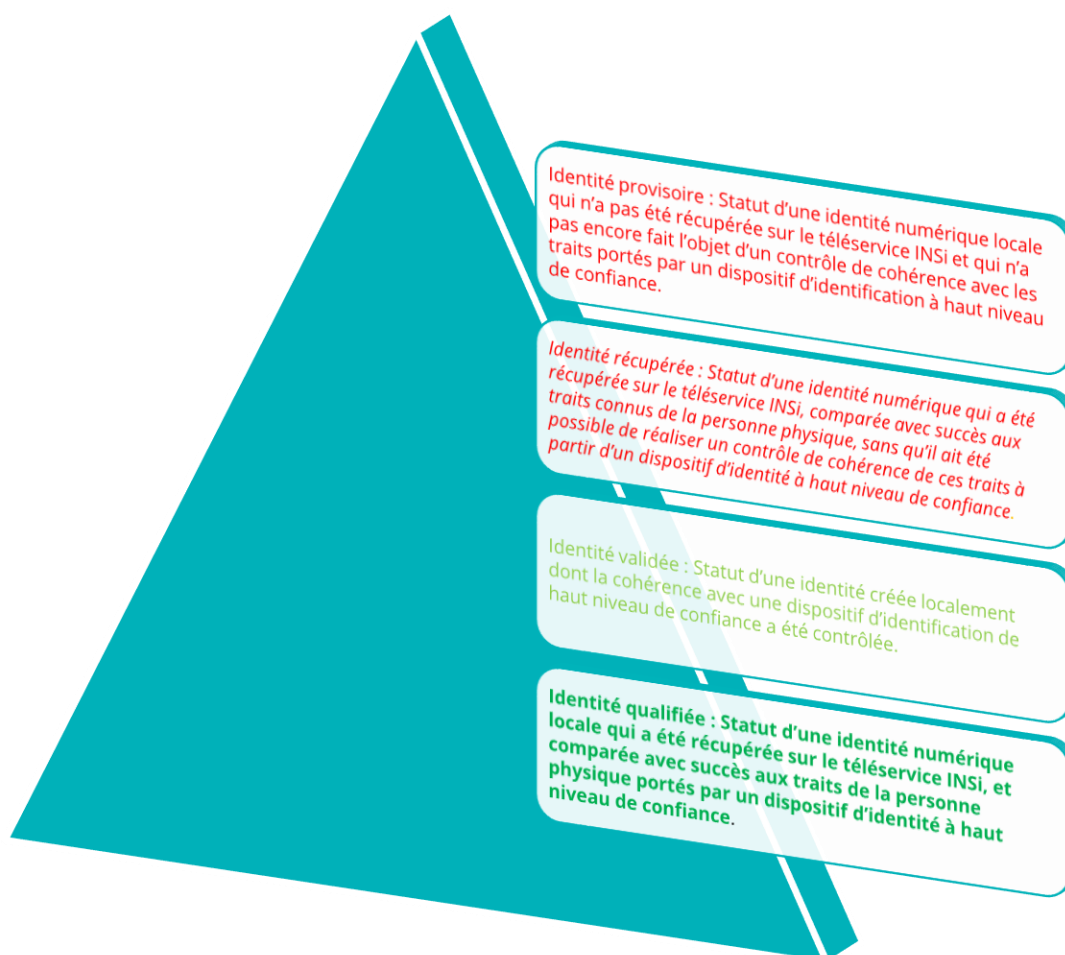 Identité provisoire : Statut d’une identité numérique locale
qui n’a pas été récupérée sur le téléservice INSi et qui n’a
pas encore fait l’objet d’un contrôle de cohérence avec les
traits portés par un dispositif d’identification à haut niveau
de confiance.
Identité récupérée : Statut d’une identité numérique qui a été
récupérée sur le téléservice INSi, comparée avec succès aux
traits connus de la personne physique, sans qu’il ait été
possible de réaliser un contrôle de cohérence de ces traits à
partir d’un dispositif d’identité à haut niveau de confiance.
Identité validée : Statut d’une identité créée localement
dont la cohérence avec une dispositif d’identification de
haut niveau de confiance a été contrôlée.
Identité qualifiée : Statut d’une identité numérique
locale qui a été récupérée sur le téléservice INSi, et
comparée avec succès aux traits de la personne
physique portés par un dispositif d’identité à haut
niveau de confiance.